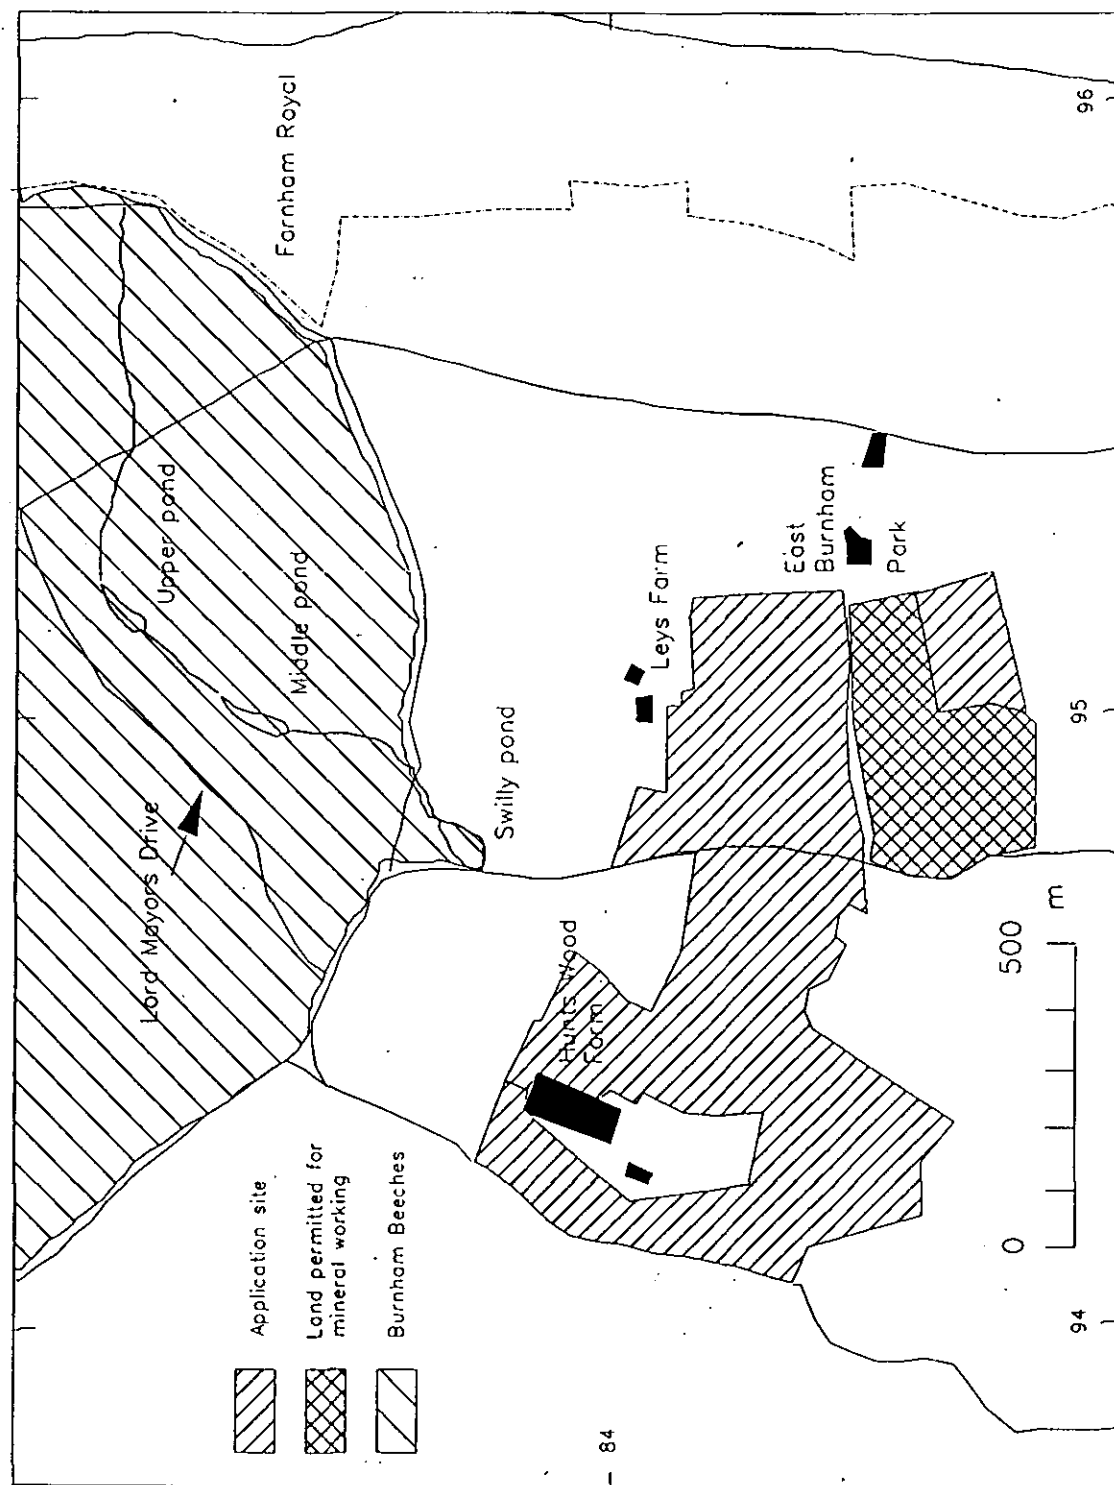 Farnham Royal
Upper pond
Middle pond
Lord Mayors Drive
Swilly pond
Leys Farm
East
Burnham
Park
Hunts Wood
Farm
Application site
Land permitted for
mineral working
Burnham Beeches
0
500
m
84
94
95
96